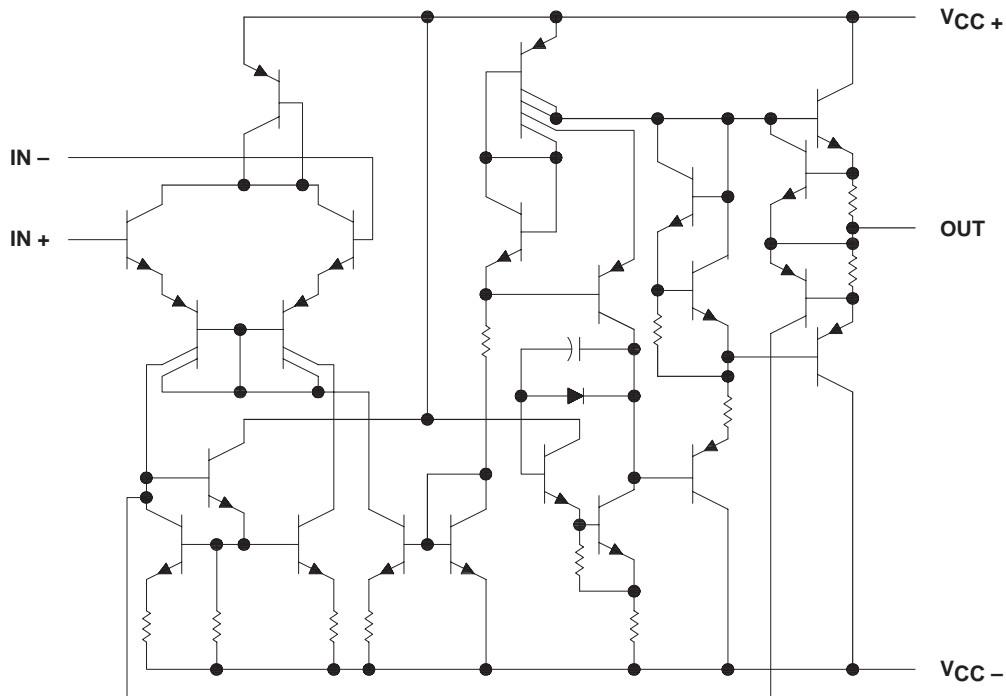 VCC +
IN −
IN +
OUT
VCC −